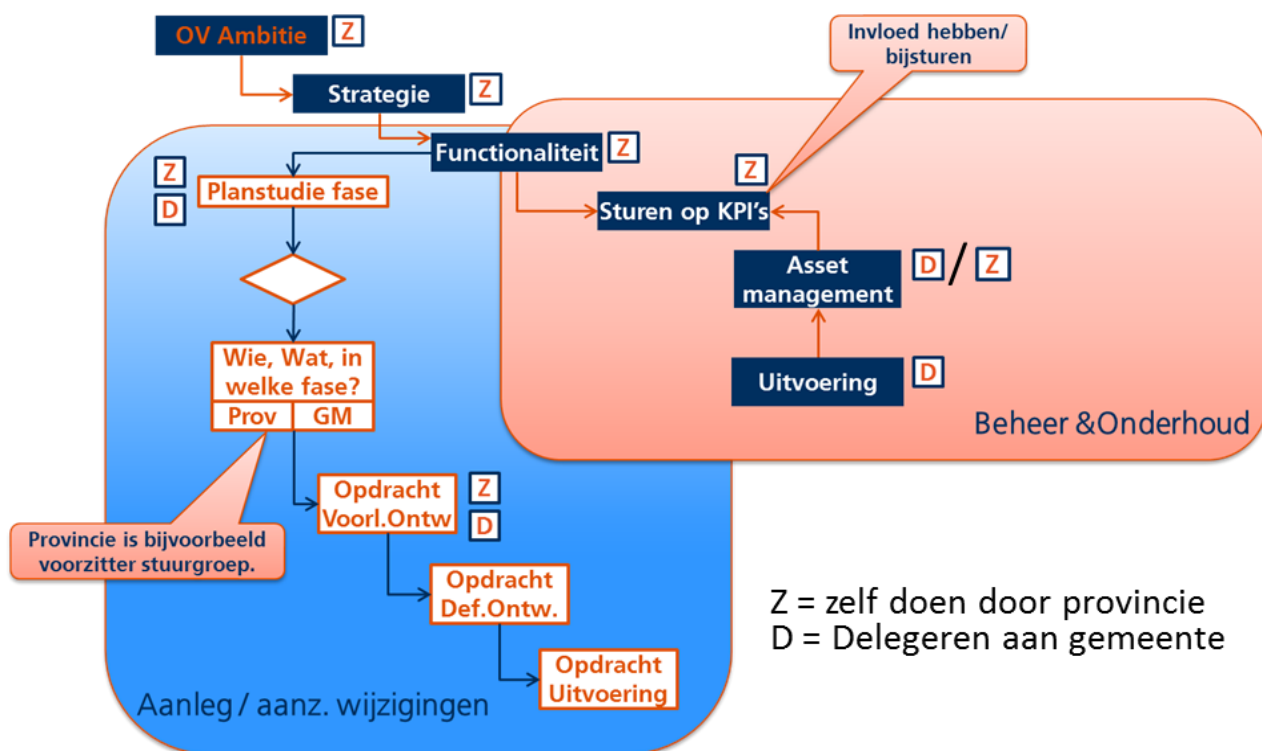 OV Ambitie
Z
Invloed hebben/
bijsturen
Strategie
Z
Functionaliteit
Z
Z
D
Planstudie fase
Z
Sturen op KPI's
Asset
management
D / Z
Wie, Wat, in
welke fase?
Prov GM
Uitvoering
D
Beheer &Onderhoud
Opdracht
Voorl.Ontw
Z
D
Provincie is bijvoorbeeld
voorzitter stuurgroep.
Opdracht
Def.Ontw.
Z = zelf doen door provincie
D = Delegeren aan gemeente
Opdracht
Uitvoering
Aanleg / aanz. wijzigingen